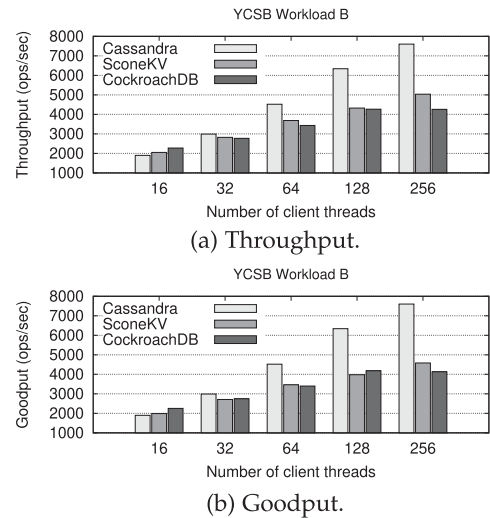 YCSB Workload B
8000
7000
6000
5000
4000
3000
2000
1000
Throughput (ops/sec)
Cassandra
SconeKV
CockroachDB
16 32 64 128 256
Number of client threads
(a) Throughput.
YCSB Workload B
8000
7000
6000
5000
4000
3000
2000
1000
Goodput (ops/sec)
Cassandra
SconeKV
CockroachDB
16 32 64 128 256
Number of client threads
(b) Goodput.